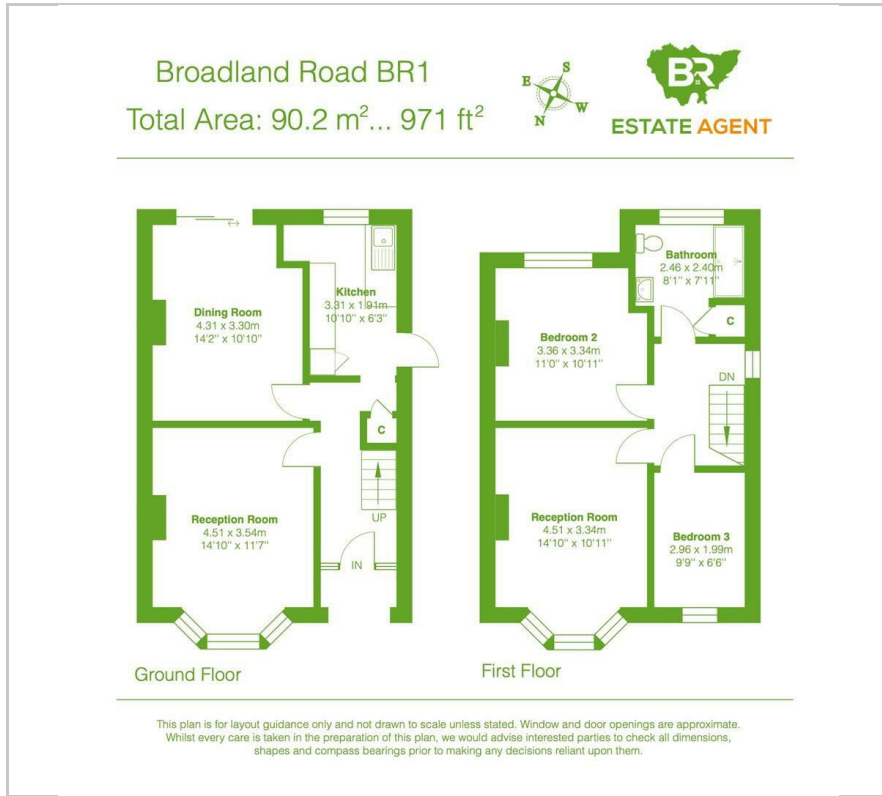 Broadland Road BR1
Total Area: 90.2 m²... 971 ft²
S
E
W
N
BR
ESTATE AGENT
Dining Room
4.31 x 3.30m
14'2" x 10'10"
Kitchen
3.31 x 1.91m
10'10" x 6'3"
C
Reception Room
4.51 x 3.54m
14'10" x 11'7"
UP
IN
Ground Floor
Bathroom
2.46 x 2.40m
8'1" x 7'11"
C
Bedroom 2
3.36 x 3.34m
11'0" x 10'11"
DN
Reception Room
4.51 x 3.34m
14'10" x 10'11"
Bedroom 3
2.96 x 1.99m
9'9" x 6'6"
First Floor
This plan is for layout guidance only and not drawn to scale unless stated. Window and door openings are approximate.
Whilst every care is taken in the preparation of this plan, we would advise interested parties to check all dimensions,
shapes and compass bearings prior to making any decisions reliant upon them.